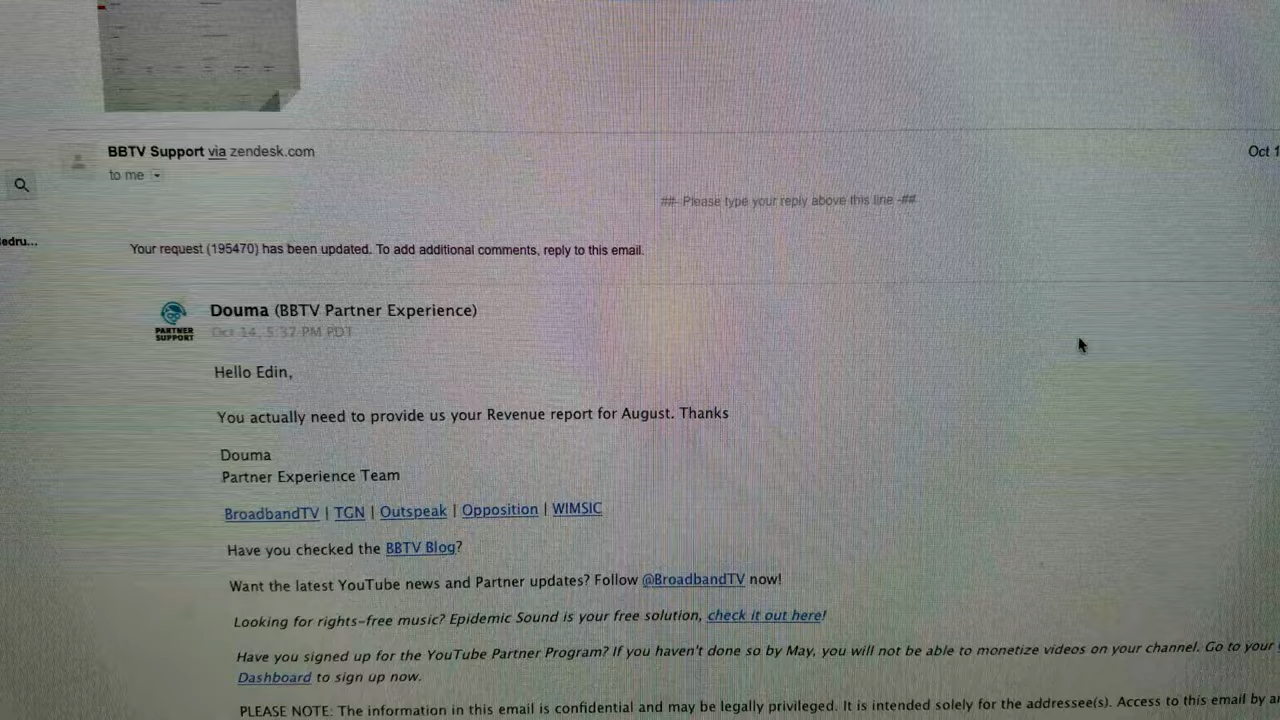 BBTV Support via zendesk.com
Oct 1
to me
##- Please type your reply above this line -##
edru...
Your request (195470) has been updated. To add additional comments, reply to this email.
Douma (BBTV Partner Experience)
PARTNER
SUPPORT
Oct 14, 5:37 PM PDT
Hello Edin,
You actually need to provide us your Revenue report for August. Thanks
Douma
Partner Experience Team
BroadbandTV | TGN | Outspeak | Opposition | WIMSIC
Have you checked the BBTV Blog?
Want the latest YouTube news and Partner updates? Follow @BroadbandTV now!
Looking for rights-free music? Epidemic Sound is your free solution, check it out here!
Have you signed up for the YouTube Partner Program? If you haven't done so by May, you will not be able to monetize videos on your channel. Go to your
Dashboard to sign up now.
PLEASE NOTE: The information in this email is confidential and may be legally privileged. It is intended solely for the addressee(s). Access to this email by a